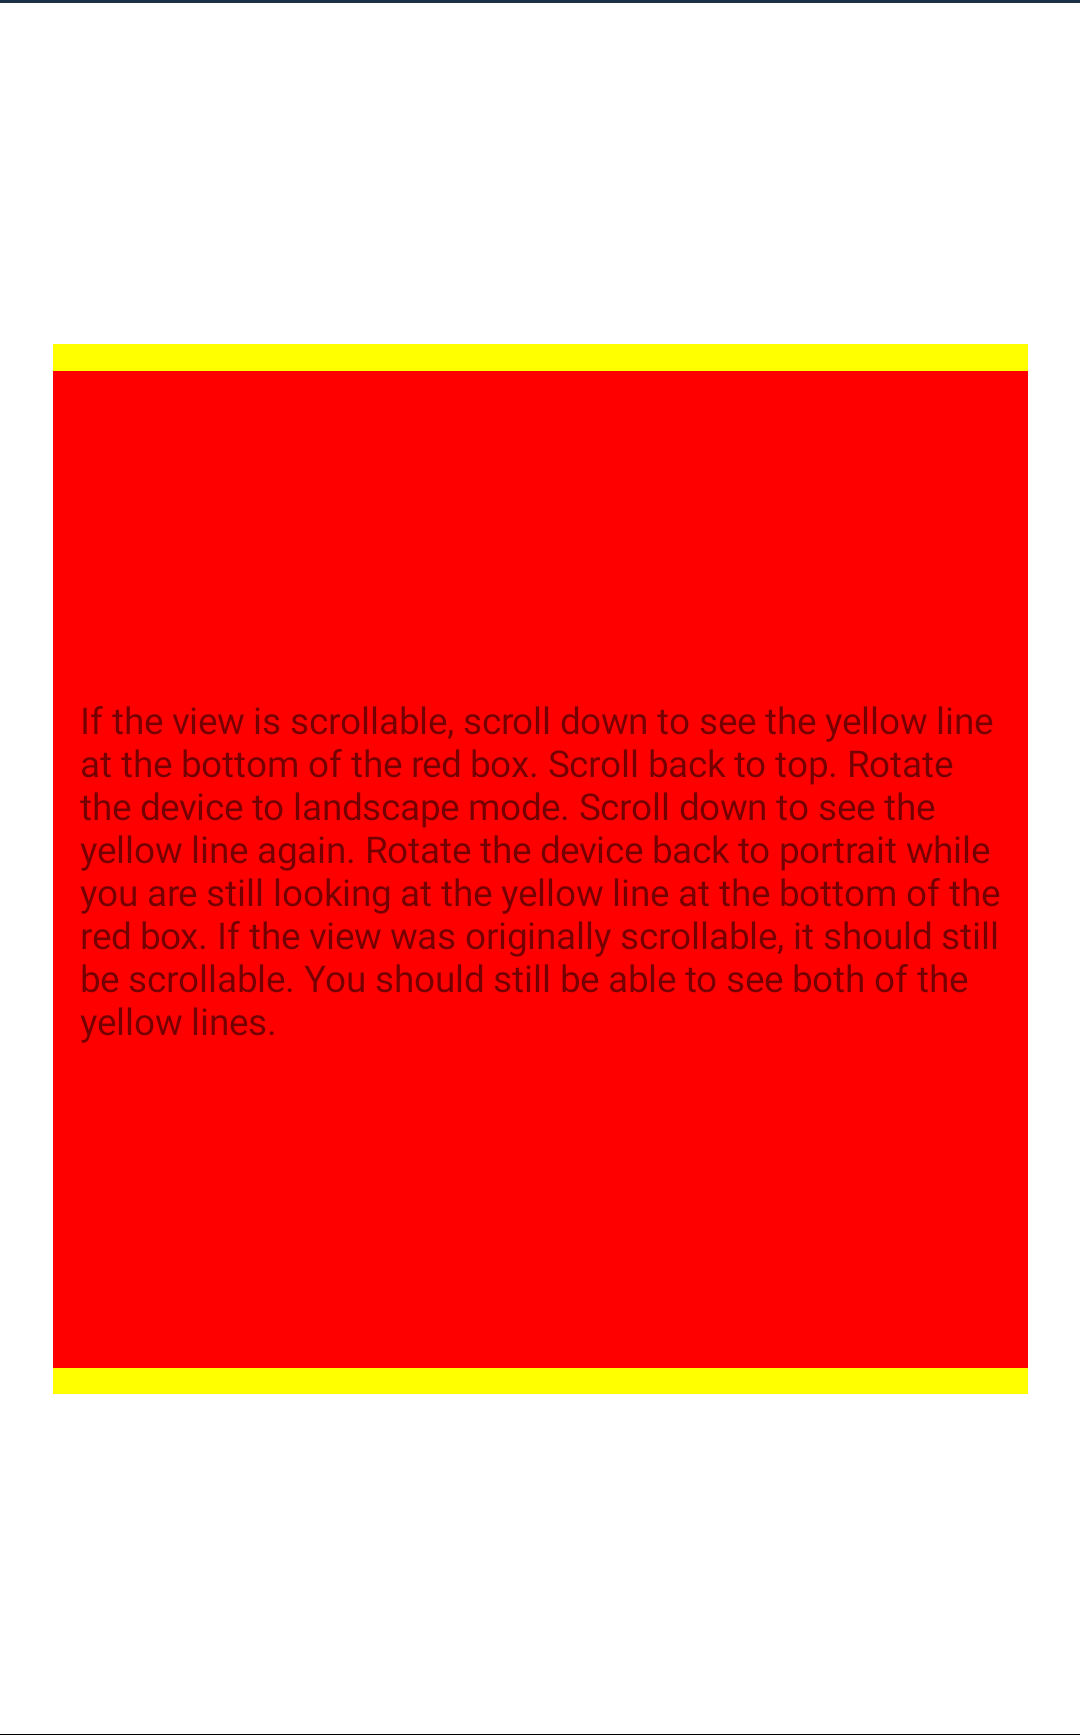 If the view is scrollable, scroll down to see the yellow line
at the bottom of the red box. Scroll back to top. Rotate
the device to landscape mode. Scroll down to see the
yellow line again. Rotate the device back to portrait while
you are still looking at the yellow line at the bottom of the
red box. If the view was originally scrollable, it should still
be scrollable. You should still be able to see both of the
yellow lines.